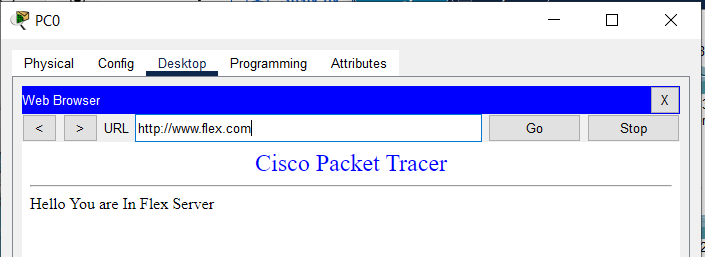 PC0
Physical Config Desktop Programming Attributes
Web Browser X
< > URL http://www.flex.com Go Stop
Cisco Packet Tracer
Hello You are In Flex Server